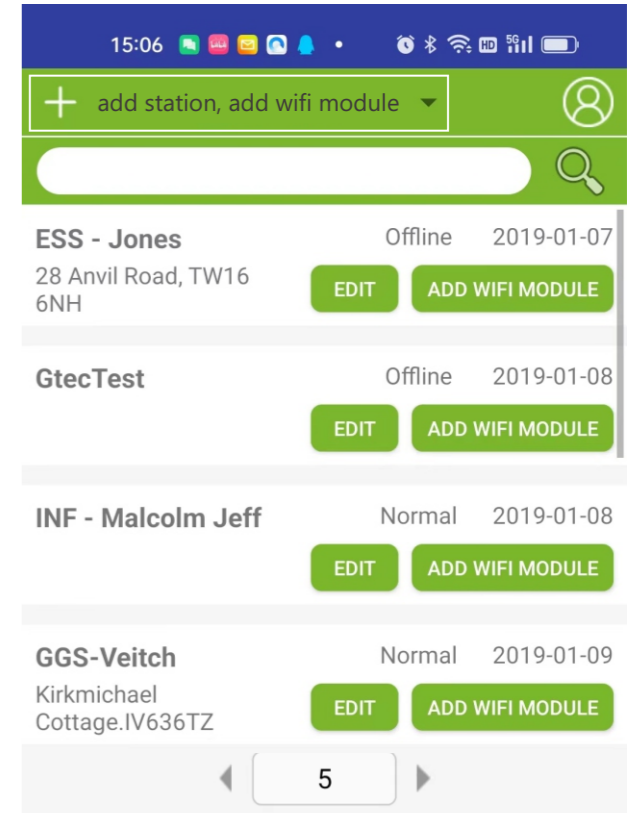 15:06 HD 5G
add station, add wifi module
ESS - Jones Offline 2019-01-07
28 Anvil Road, TW16
6NH
EDIT ADD WIFI MODULE
GtecTest Offline 2019-01-08
EDIT ADD WIFI MODULE
INF - Malcolm Jeff Normal 2019-01-08
EDIT ADD WIFI MODULE
GGS-Veitch Normal 2019-01-09
Kirkmichael
Cottage.IV636TZ
EDIT ADD WIFI MODULE
5